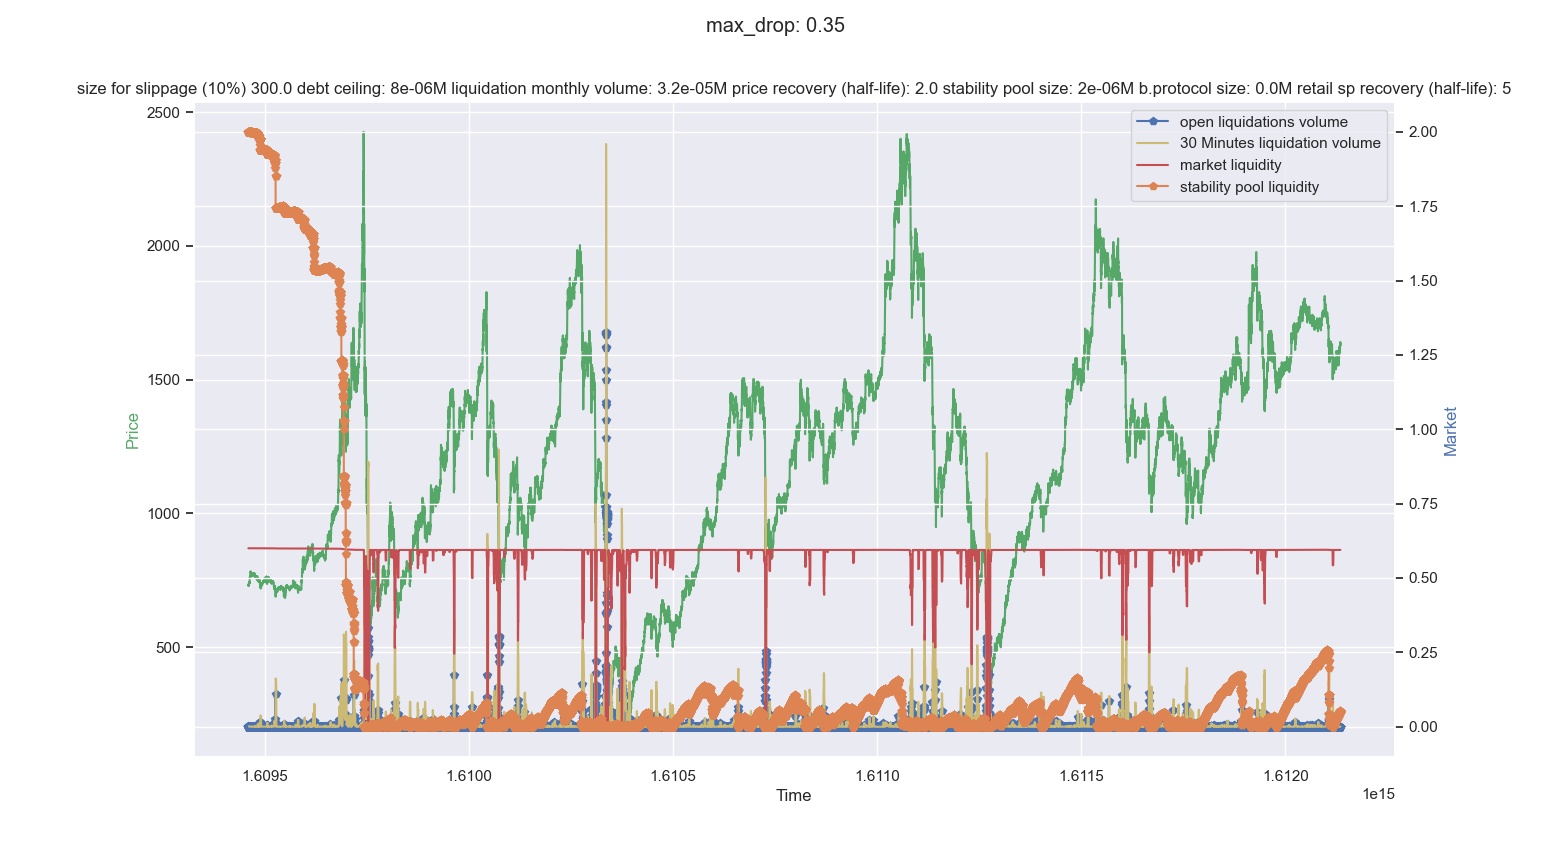 max_drop: 0.35
size for slippage (10%) 300.0 debt ceiling: 8e-06M liquidation monthly volume: 3.2e-05M price recovery (half-life): 2.0 stability pool size: 2e-06M b.protocol size: 0.0M retail sp recovery (half-life): 5
open liquidations volume
30 Minutes liquidation volume
market liquidity
stability pool liquidity
2500
2000
1500
1000
500
Price
2.00
1.75
1.50
1.25
1.00
0.75
0.50
0.25
0.00
Market
1.6095
1.6100
1.6105
1.6110
1.6115
1.6120
1e15
Time